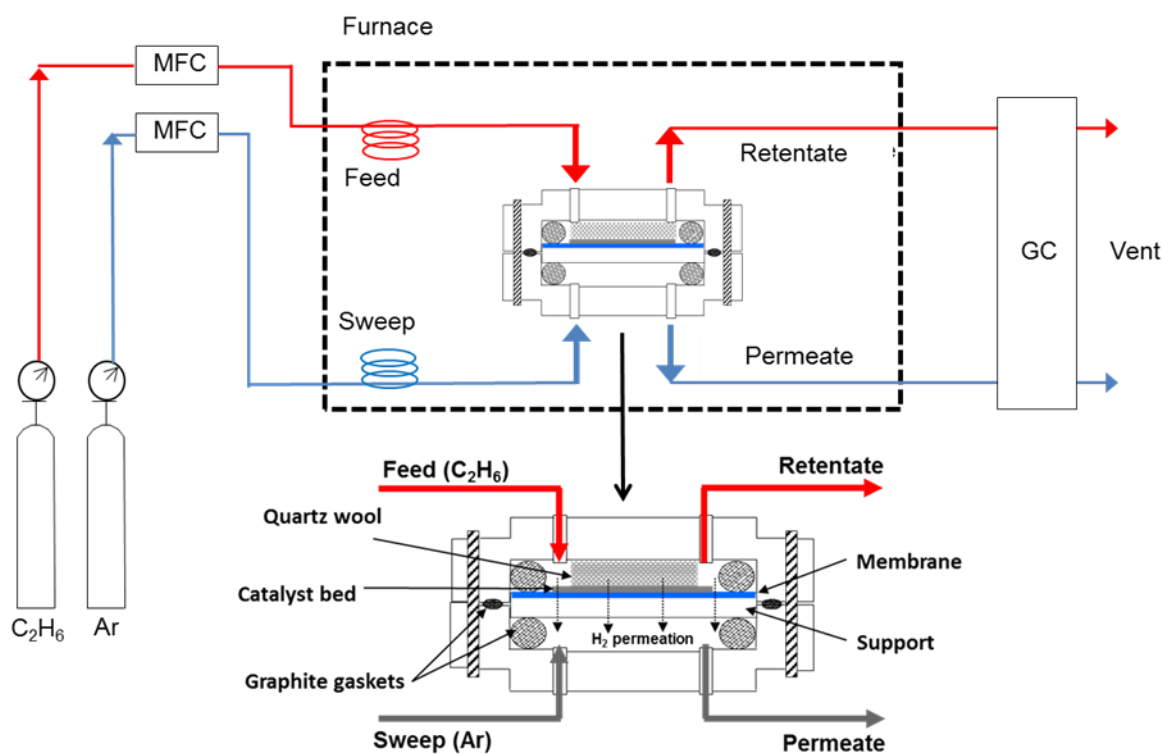 Furnace
MFC
MFC
Feed
Retentate
Sweep
Permeate
GC
Vent
C₂H₆
Ar
Feed (C₂H₆)
Retentate
Quartz wool
Membrane
Catalyst bed
H₂ permeation
Support
Graphite gaskets
Sweep (Ar)
Permeate